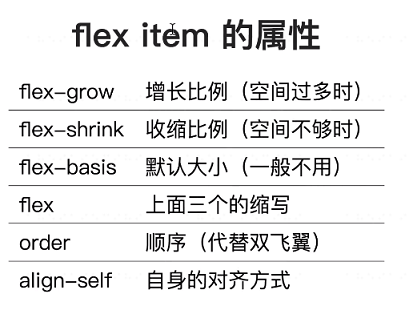 flex item 的属性
flex-grow 增长比例（空间过多时）
flex-shrink 收缩比例（空间不够时）
flex-basis 默认大小（一般不用）
flex 上面三个的缩写
order 顺序（代替双飞翼）
align-self 自身的对齐方式